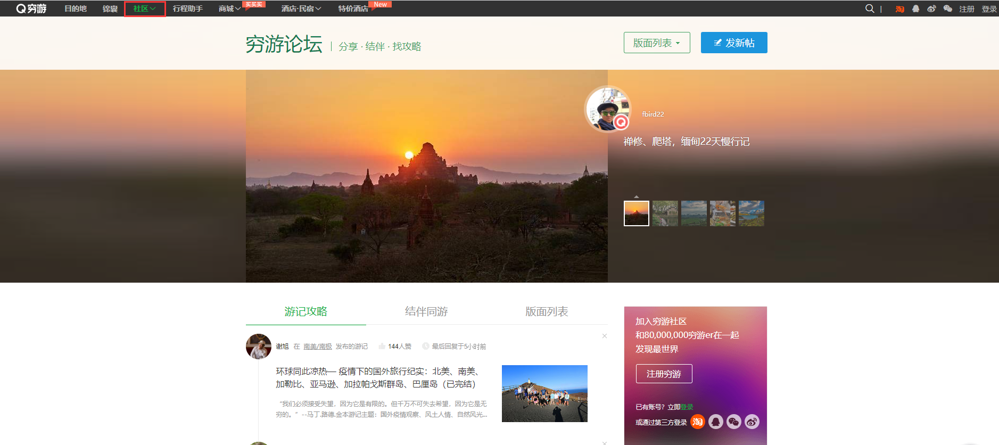 穷游 目的地 锦囊 社区 行程助手 商城 买买买 酒店·民宿 特价酒店 New | 淘 注册 登录
穷游论坛 | 分享 · 结伴 · 找攻略 版面列表 发新帖
fbird22
禅修、爬塔，缅甸22天慢行记
游记攻略 结伴同游 版面列表
谢旭 在 南美/南极 发布的游记 144人赞 最后回复于5小时前
环球同此凉热— 疫情下的国外旅行纪实：北美、南美、
加勒比、亚马逊、加拉帕戈斯群岛、巴厘岛（已完结）
“我们必须接受失望，因为它是有限的。但千万不可失去希望，因为它是无
穷的。”--马丁.路德.金本游记主题：国外疫情观察、风土人情、自然风光...
加入穷游社区
和80,000,000穷游er在一起
发现最世界
注册穷游
已有账号？立即登录
或通过第三方登录 淘